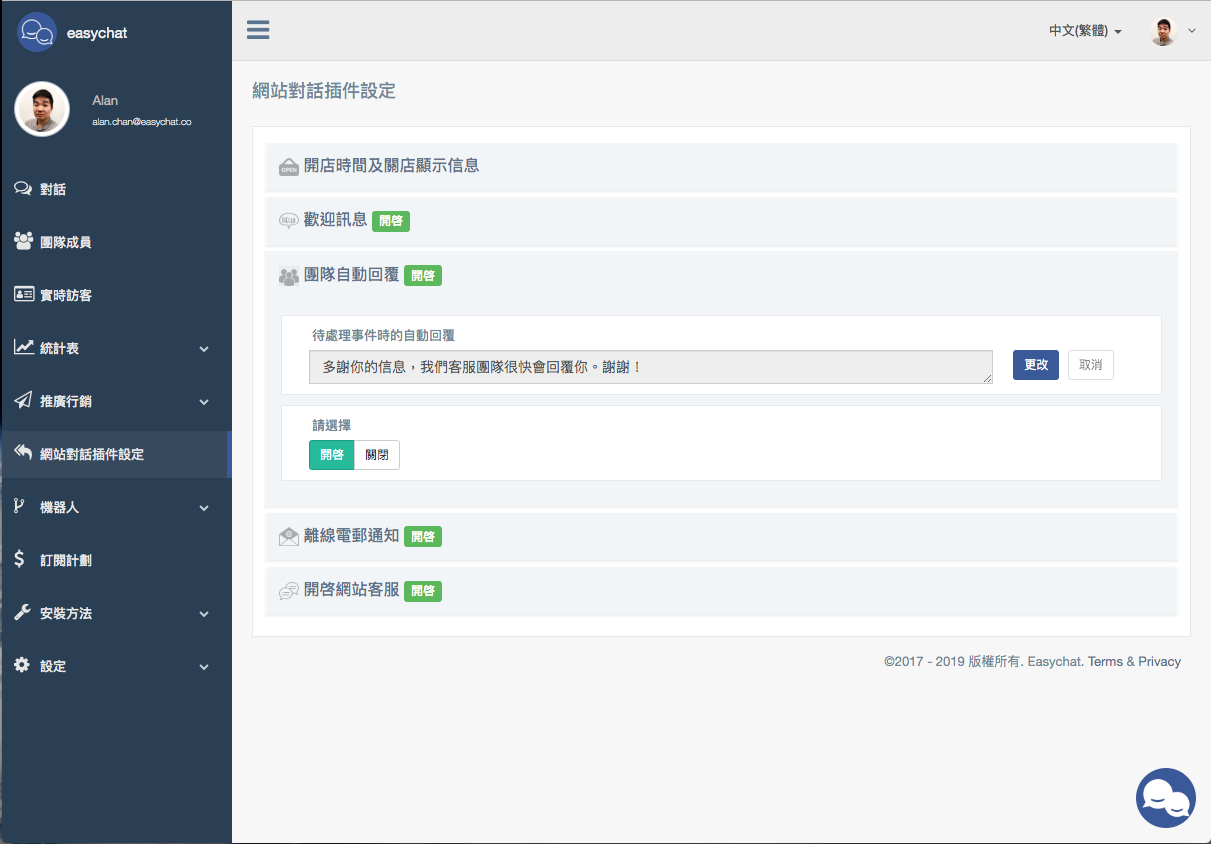 easychat
中文(繁體)
Alan
alan.chan@easychat.co
對話
團隊成員
實時訪客
統計表
推廣行銷
網站對話插件設定
機器人
訂閱計劃
安裝方法
設定
網站對話插件設定
OPEN
開店時間及關店顯示信息
HELLO
歡迎訊息 開啓
團隊自動回覆 開啓
待處理事件時的自動回覆
多謝你的信息，我們客服團隊很快會回覆你。謝謝！
更改 取消
請選擇
開啓 關閉
離線電郵通知 開啓
開啓網站客服 開啓
©2017 - 2019 版權所有. Easychat. Terms & Privacy